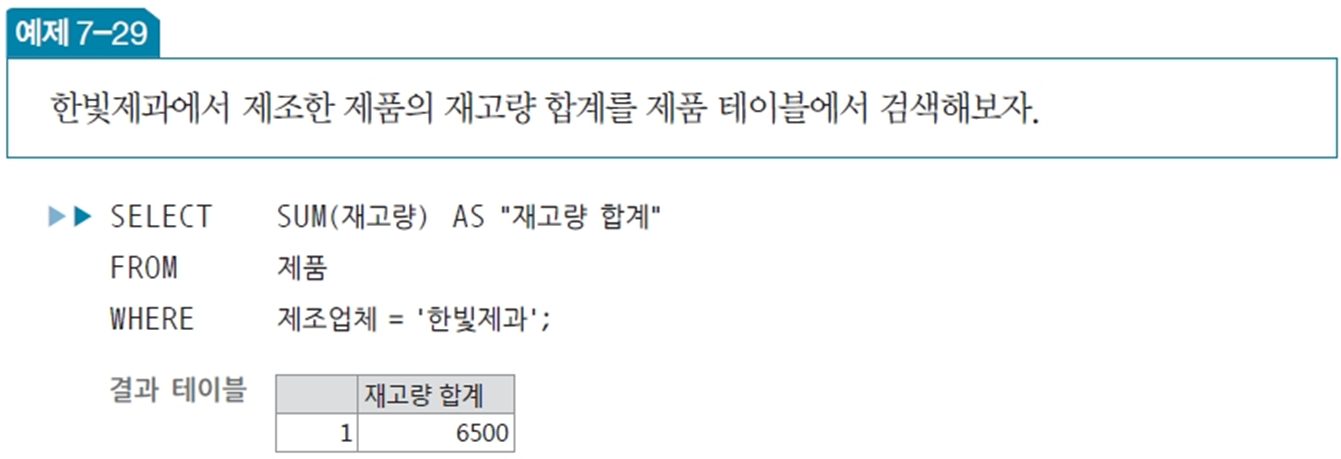 예제 7-29
한빛제과에서 제조한 제품의 재고량 합계를 제품 테이블에서 검색해보자.
▶▶ SELECT SUM(재고량) AS "재고량 합계"
FROM 제품
WHERE 제조업체 = '한빛제과';
결과 테이블
재고량 합계
1 6500